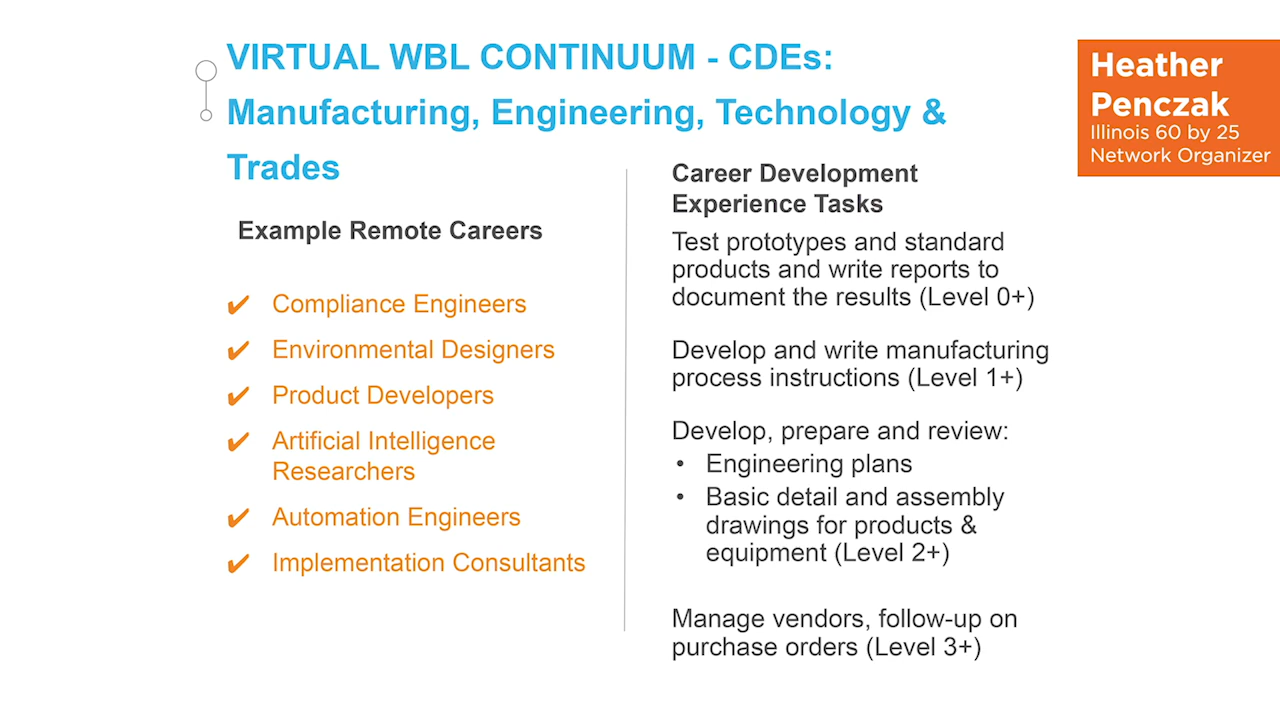 VIRTUAL WBL CONTINUUM - CDEs:
Manufacturing, Engineering, Technology &
Trades
Example Remote Careers
✔ Compliance Engineers
✔ Environmental Designers
✔ Product Developers
✔ Artificial Intelligence
Researchers
✔ Automation Engineers
✔ Implementation Consultants
Career Development
Experience Tasks
Test prototypes and standard
products and write reports to
document the results (Level 0+)
Develop and write manufacturing
process instructions (Level 1+)
Develop, prepare and review:
• Engineering plans
• Basic detail and assembly
drawings for products &
equipment (Level 2+)
Manage vendors, follow-up on
purchase orders (Level 3+)
Heather
Penczak
Illinois 60 by 25
Network Organizer